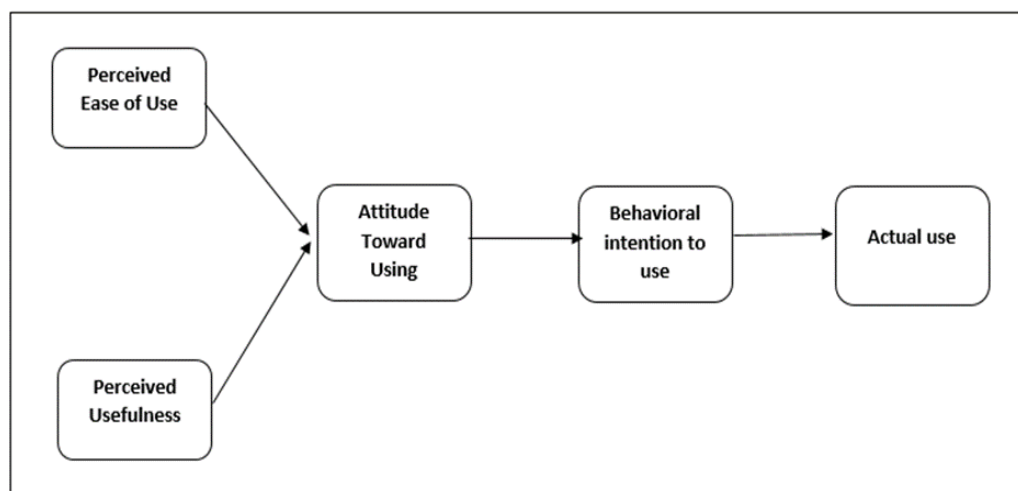 Perceived
Ease of Use
Attitude
Toward
Using
Behavioral
intention to
use
Actual use
Perceived
Usefulness